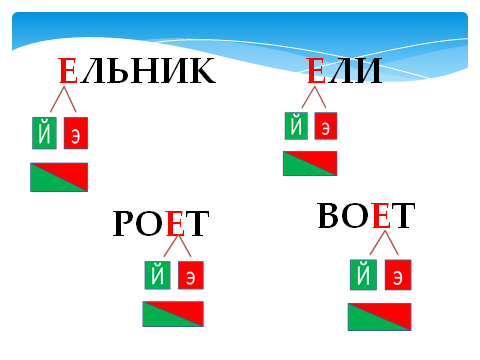 ЕЛЬНИК
Й э
ЕЛИ
Й э
РОЕТ
Й э
ВОЕТ
Й э